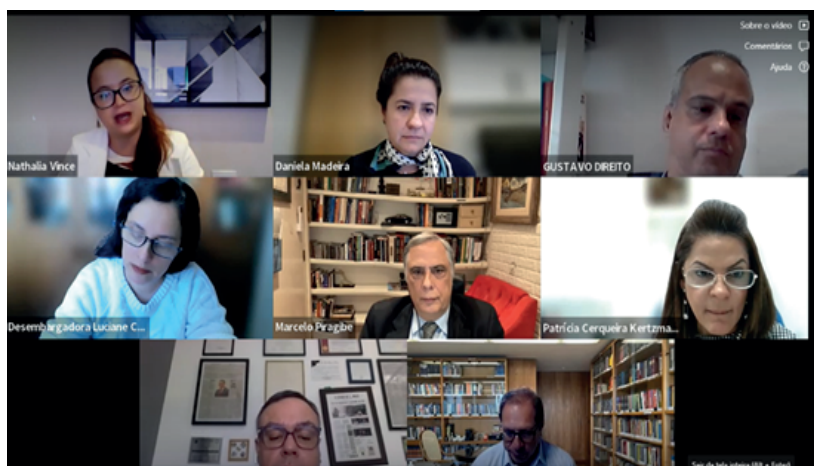 Sobre o vídeo
Comentários
Ajuda
Nathalia Vince
Daniela Madeira
GUSTAVO DIREITO
Desembargadora Luciane C...
Marcelo Piragibe
Patrícia Cerqueira Kertzma...